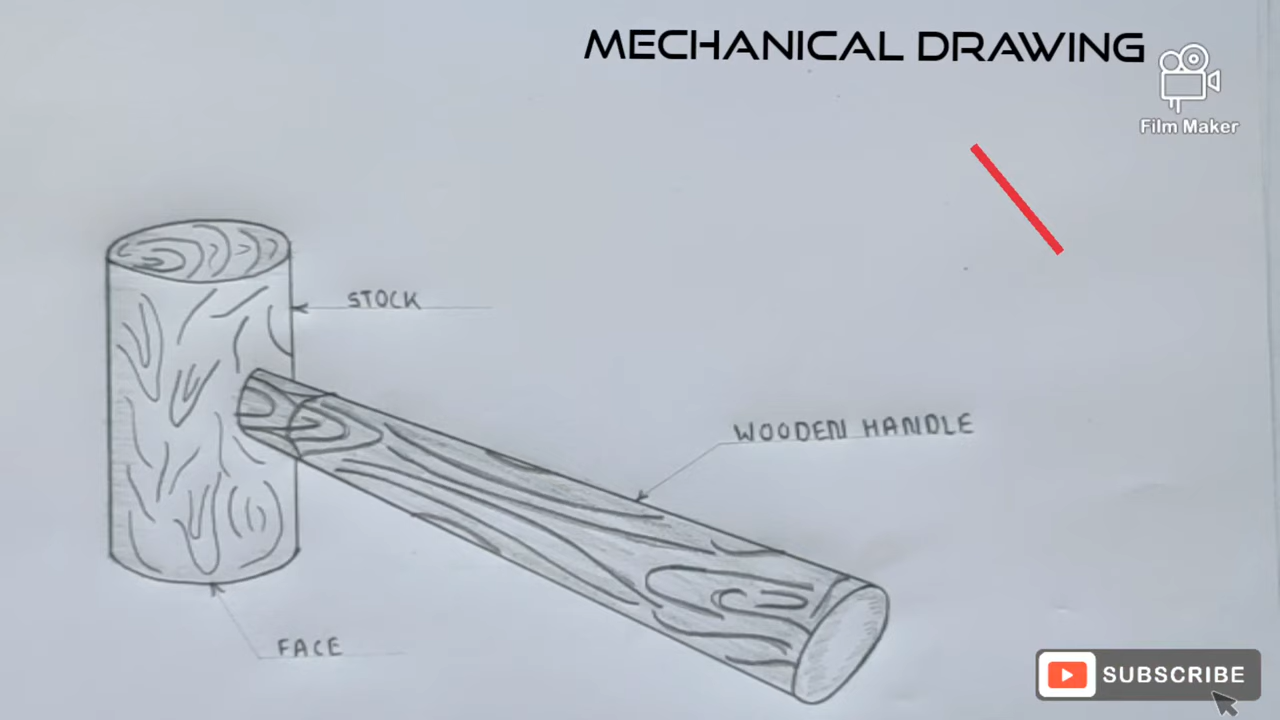 MECHANICAL DRAWING
Film Maker
STOCK
WOODEN HANDLE
FACE
SUBSCRIBE